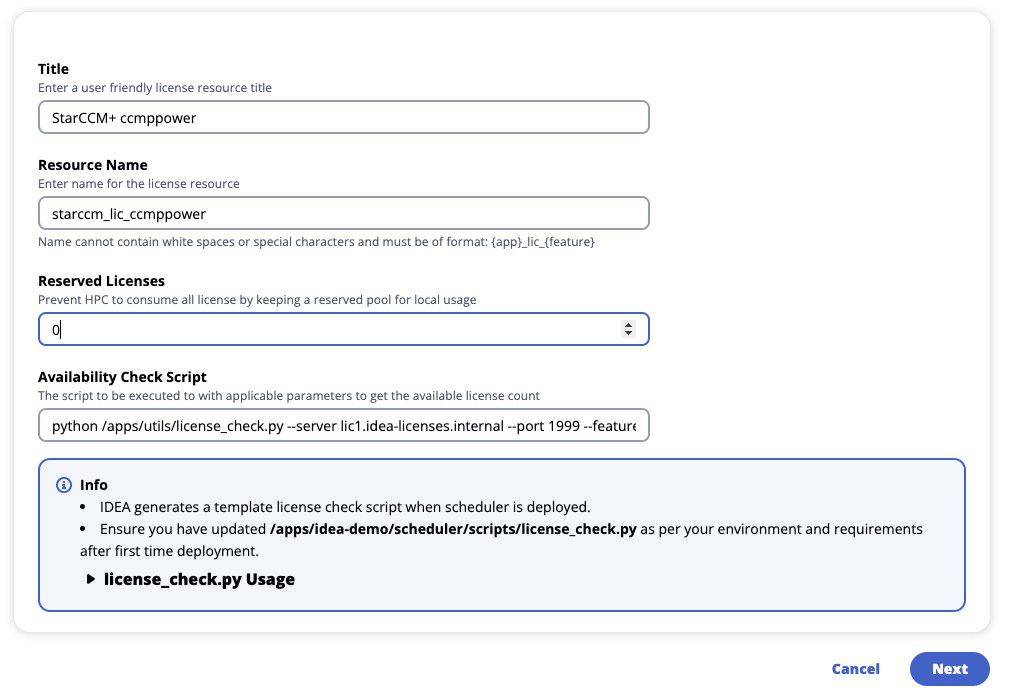 Title
Enter a user friendly license resource title
StarCCM+ ccmppower
Resource Name
Enter name for the license resource
starccm_lic_ccmppower
Name cannot contain white spaces or special characters and must be of format: {app}_lic_{feature}
Reserved Licenses
Prevent HPC to consume all license by keeping a reserved pool for local usage
0
Availability Check Script
The script to be executed to with applicable parameters to get the available license count
python /apps/utils/license_check.py --server lic1.idea-licenses.internal --port 1999 --feature
Info
• IDEA generates a template license check script when scheduler is deployed.
• Ensure you have updated /apps/idea-demo/scheduler/scripts/license_check.py as per your environment and requirements
after first time deployment.
license_check.py Usage
Cancel
Next